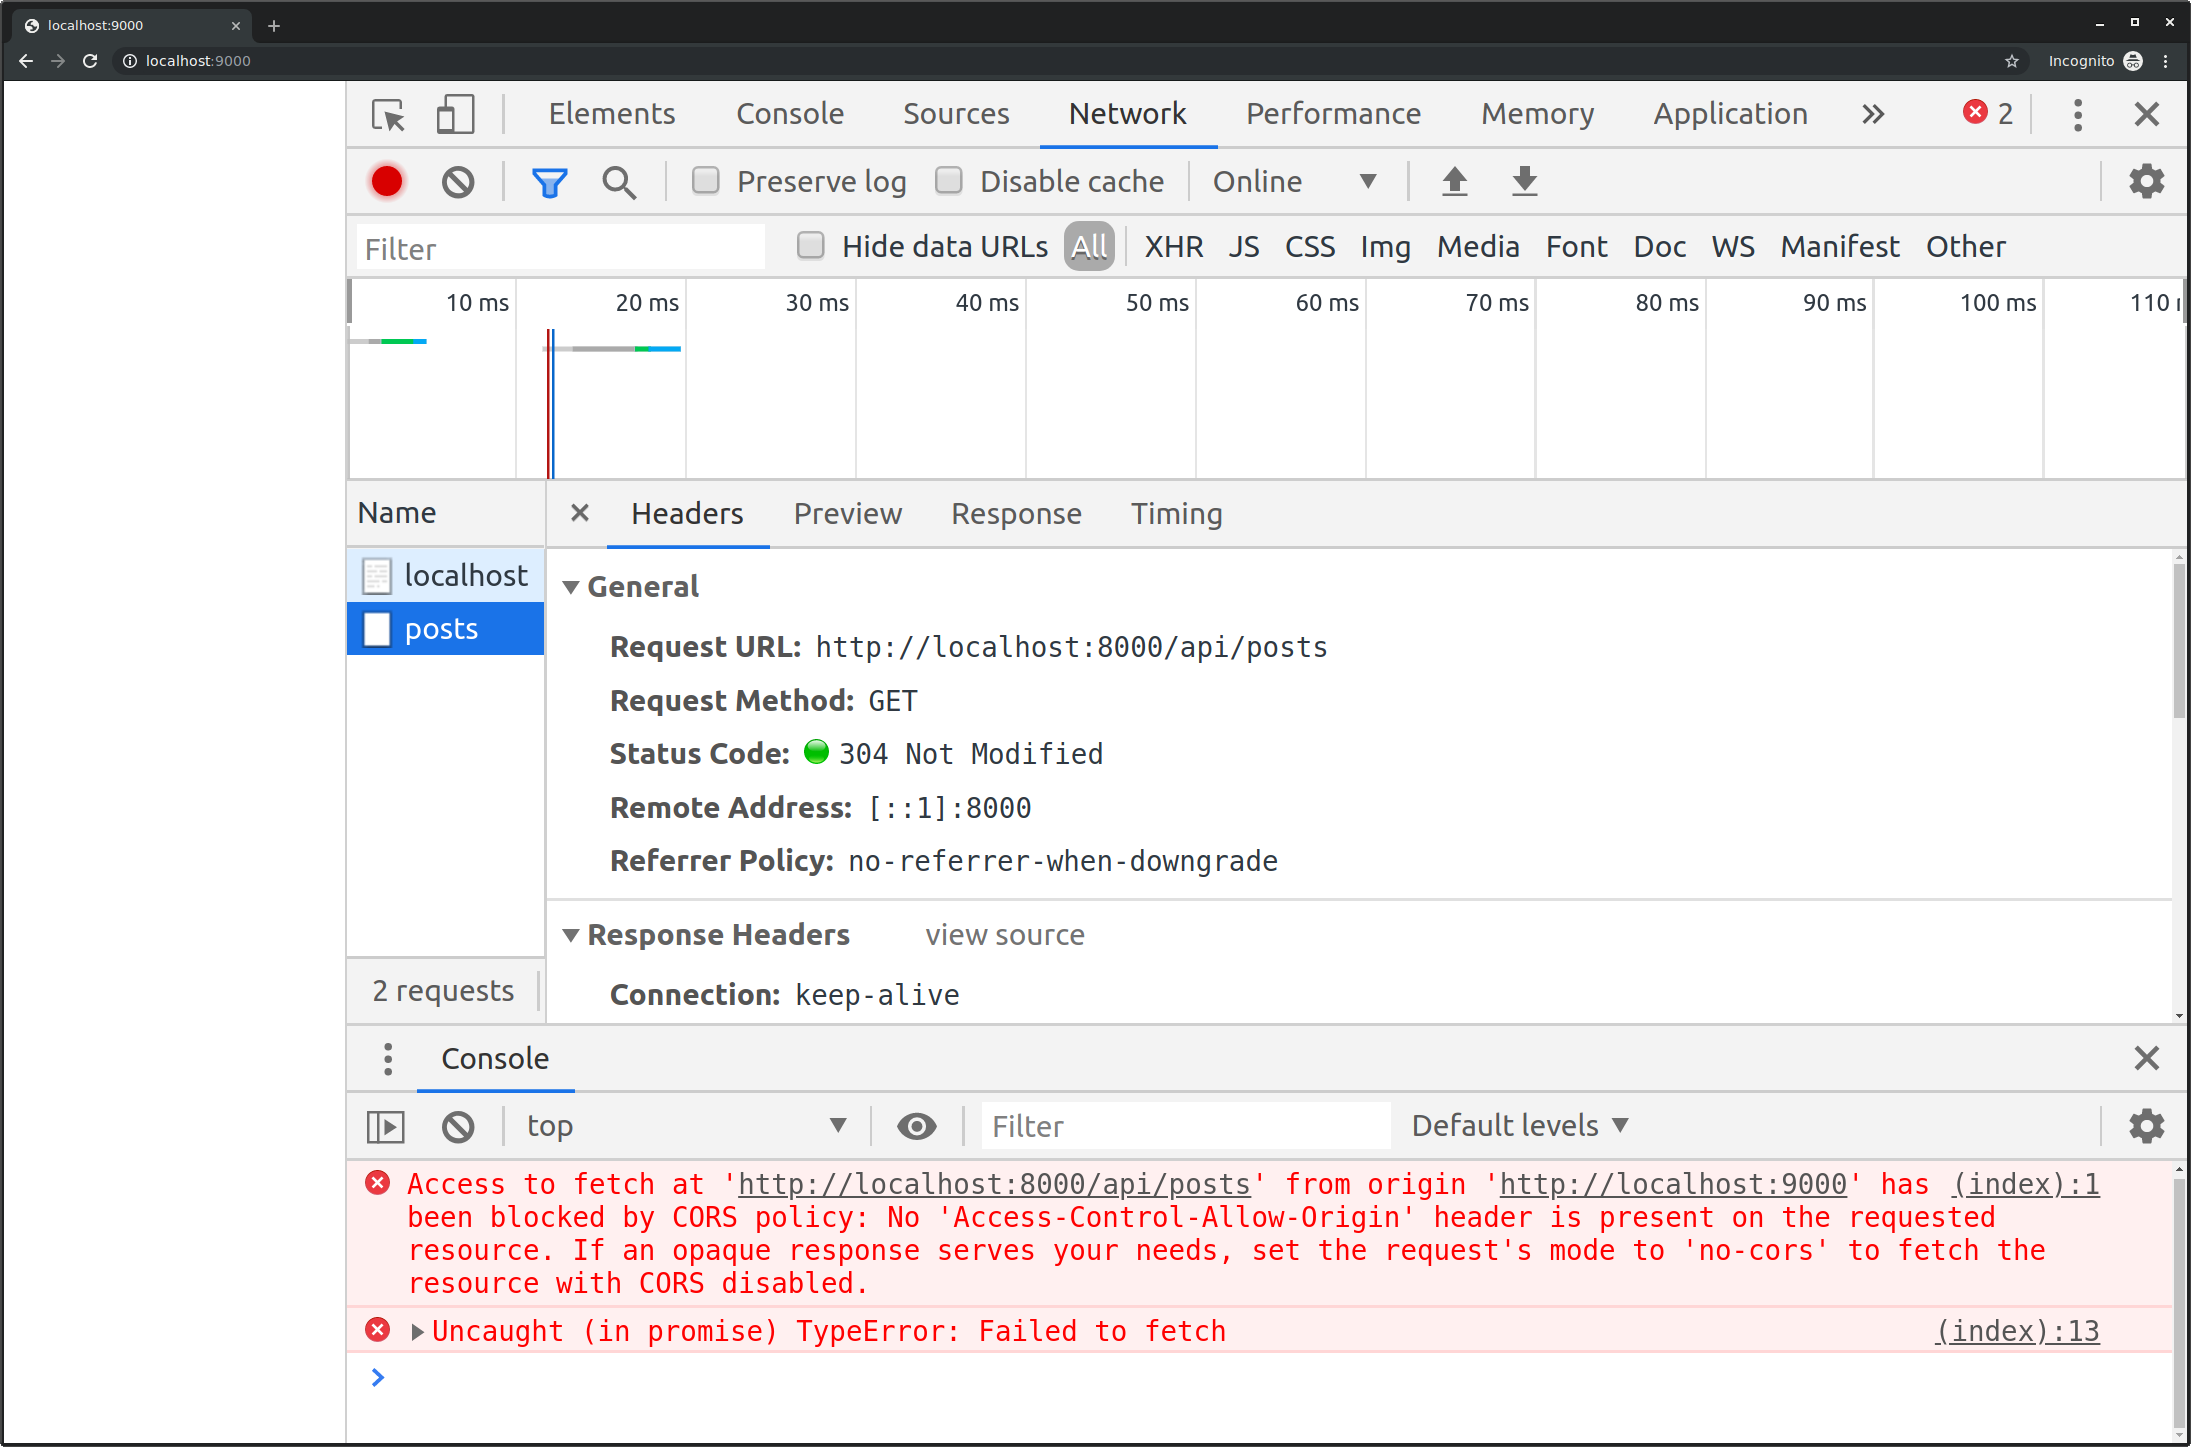 localhost:9000
localhost:9000 Incognito
Elements Console Sources Network Performance Memory Application 2
Preserve log Disable cache Online
Filter Hide data URLs All XHR JS CSS Img Media Font Doc WS Manifest Other
10 ms 20 ms 30 ms 40 ms 50 ms 60 ms 70 ms 80 ms 90 ms 100 ms 110
Name Headers Preview Response Timing
localhost
posts
General
Request URL: http://localhost:8000/api/posts
Request Method: GET
Status Code: 304 Not Modified
Remote Address: [::1]:8000
Referrer Policy: no-referrer-when-downgrade
Response Headers view source
Connection: keep-alive
2 requests
Console
top Filter Default levels
Access to fetch at 'http://localhost:8000/api/posts' from origin 'http://localhost:9000' has (index):1
been blocked by CORS policy: No 'Access-Control-Allow-Origin' header is present on the requested
resource. If an opaque response serves your needs, set the request's mode to 'no-cors' to fetch the
resource with CORS disabled.
Uncaught (in promise) TypeError: Failed to fetch (index):13